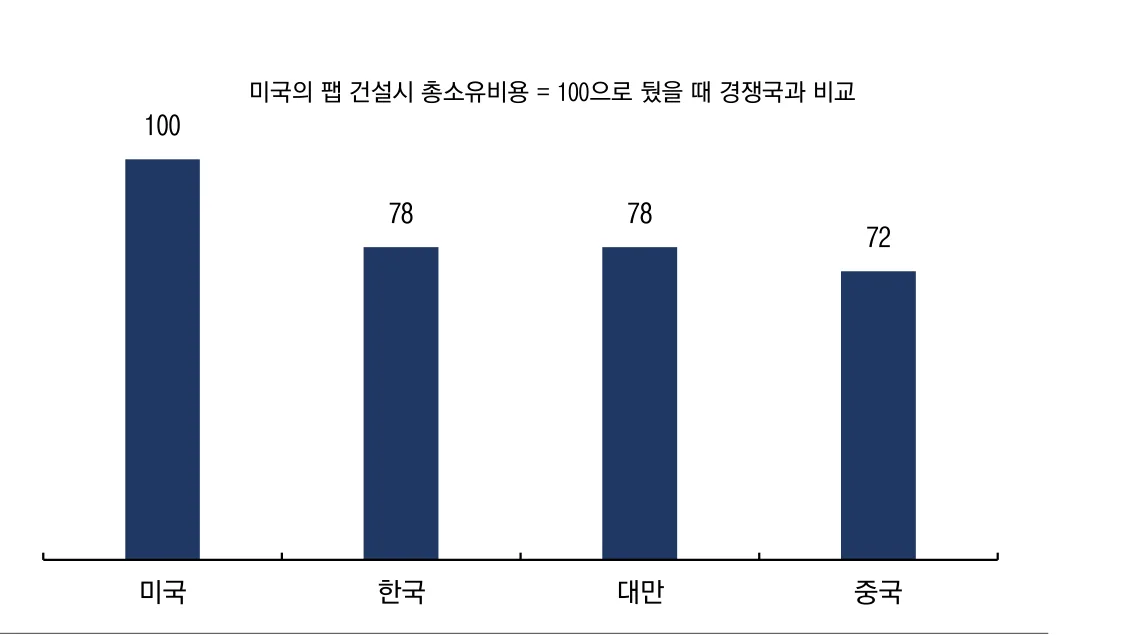 미국의 팹 건설시 총소유비용 = 100으로 뒀을 때 경쟁국과 비교
100
78
78
72
미국
한국
대만
중국